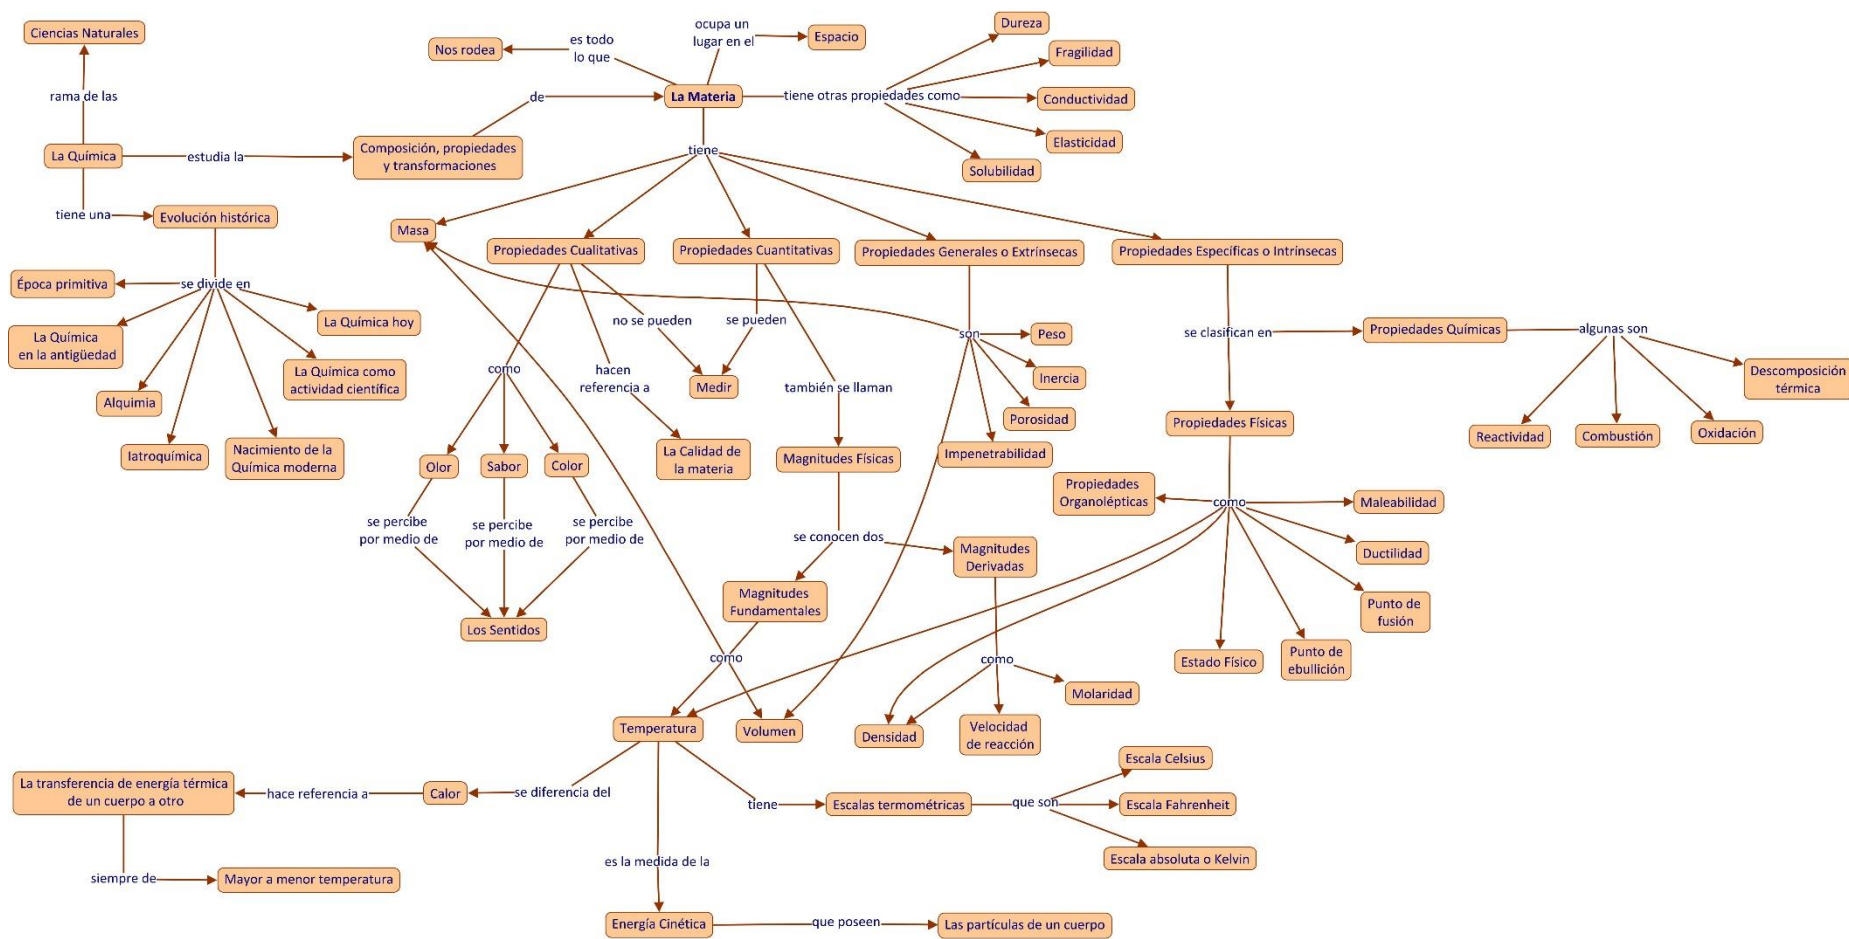 Ciencias Naturales
rama de las
La Química
estudia la
Composición, propiedades
y transformaciones
de
La Materia
es todo
lo que
Nos rodea
ocupa un
lugar en el
Espacio
tiene otras propiedades como
Dureza
Fragilidad
Conductividad
Elasticidad
Solubilidad
tiene una
Evolución histórica
se divide en
Época primitiva
La Química
en la antigüedad
Alquimia
Iatroquímica
Nacimiento de la
Química moderna
La Química como
actividad científica
La Química hoy
tiene
Masa
Propiedades Cualitativas
Propiedades Cuantitativas
Propiedades Generales o Extrínsecas
Propiedades Específicas o Intrínsecas
como
Olor
Sabor
Color
se percibe
por medio de
se percibe
por medio de
se percibe
por medio de
Los Sentidos
hacen
referencia a
La Calidad de
la materia
no se pueden
se pueden
Medir
también se llaman
Magnitudes Físicas
se conocen dos
Magnitudes
Fundamentales
Magnitudes
Derivadas
son
Peso
Inercia
Porosidad
Impenetrabilidad
se clasifican en
Propiedades Químicas
algunas son
Reactividad
Combustión
Oxidación
Descomposición
térmica
Propiedades Físicas
como
Propiedades
Organolépticas
Maleabilidad
Ductilidad
Punto de
fusión
Punto de
ebullición
Estado Físico
como
Temperatura
Volumen
como
Densidad
Velocidad
de reacción
Molaridad
se diferencia del
Calor
hace referencia a
La transferencia de energía térmica
de un cuerpo a otro
siempre de
Mayor a menor temperatura
tiene
Escalas termométricas
que son
Escala Celsius
Escala Fahrenheit
Escala absoluta o Kelvin
es la medida de la
Energía Cinética
que poseen
Las partículas de un cuerpo